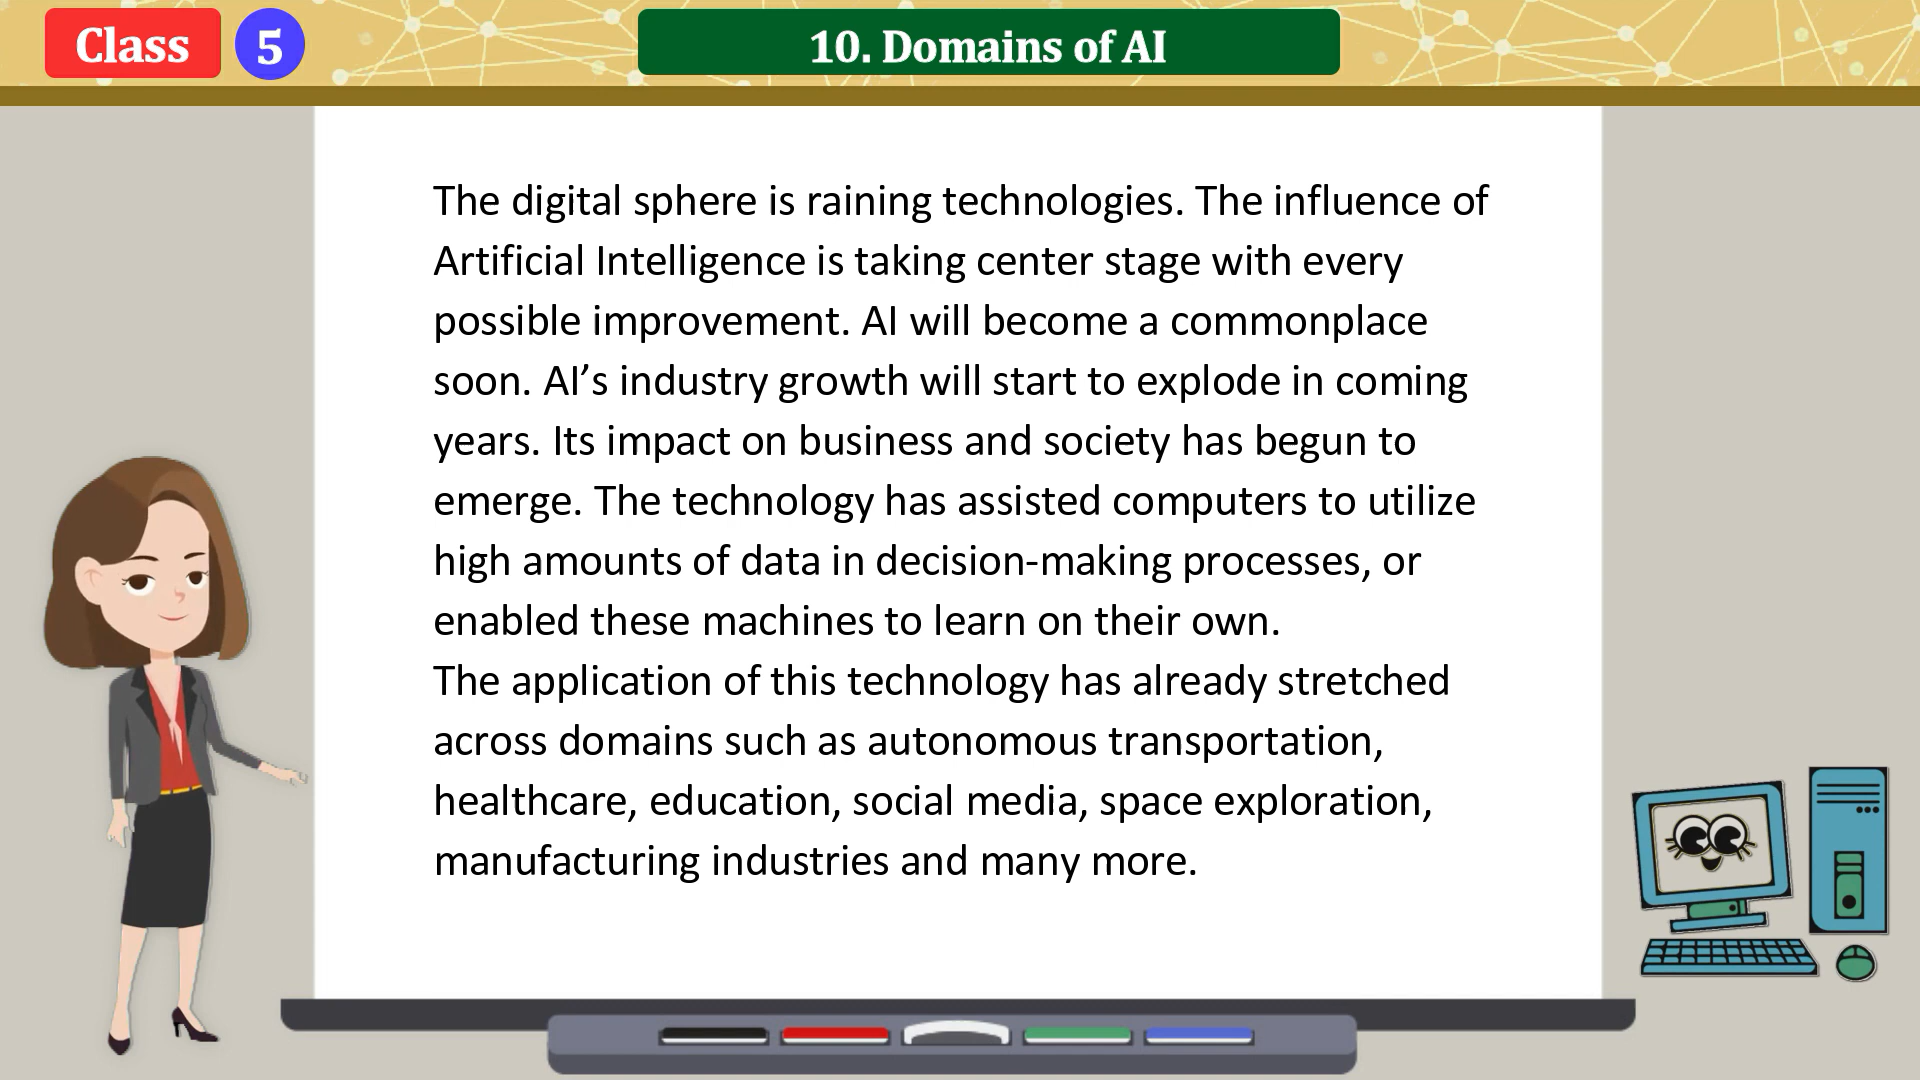 Class 5
10. Domains of AI
The digital sphere is raining technologies. The influence of
Artificial Intelligence is taking center stage with every
possible improvement. AI will become a commonplace
soon. AI’s industry growth will start to explode in coming
years. Its impact on business and society has begun to
emerge. The technology has assisted computers to utilize
high amounts of data in decision-making processes, or
enabled these machines to learn on their own.
The application of this technology has already stretched
across domains such as autonomous transportation,
healthcare, education, social media, space exploration,
manufacturing industries and many more.